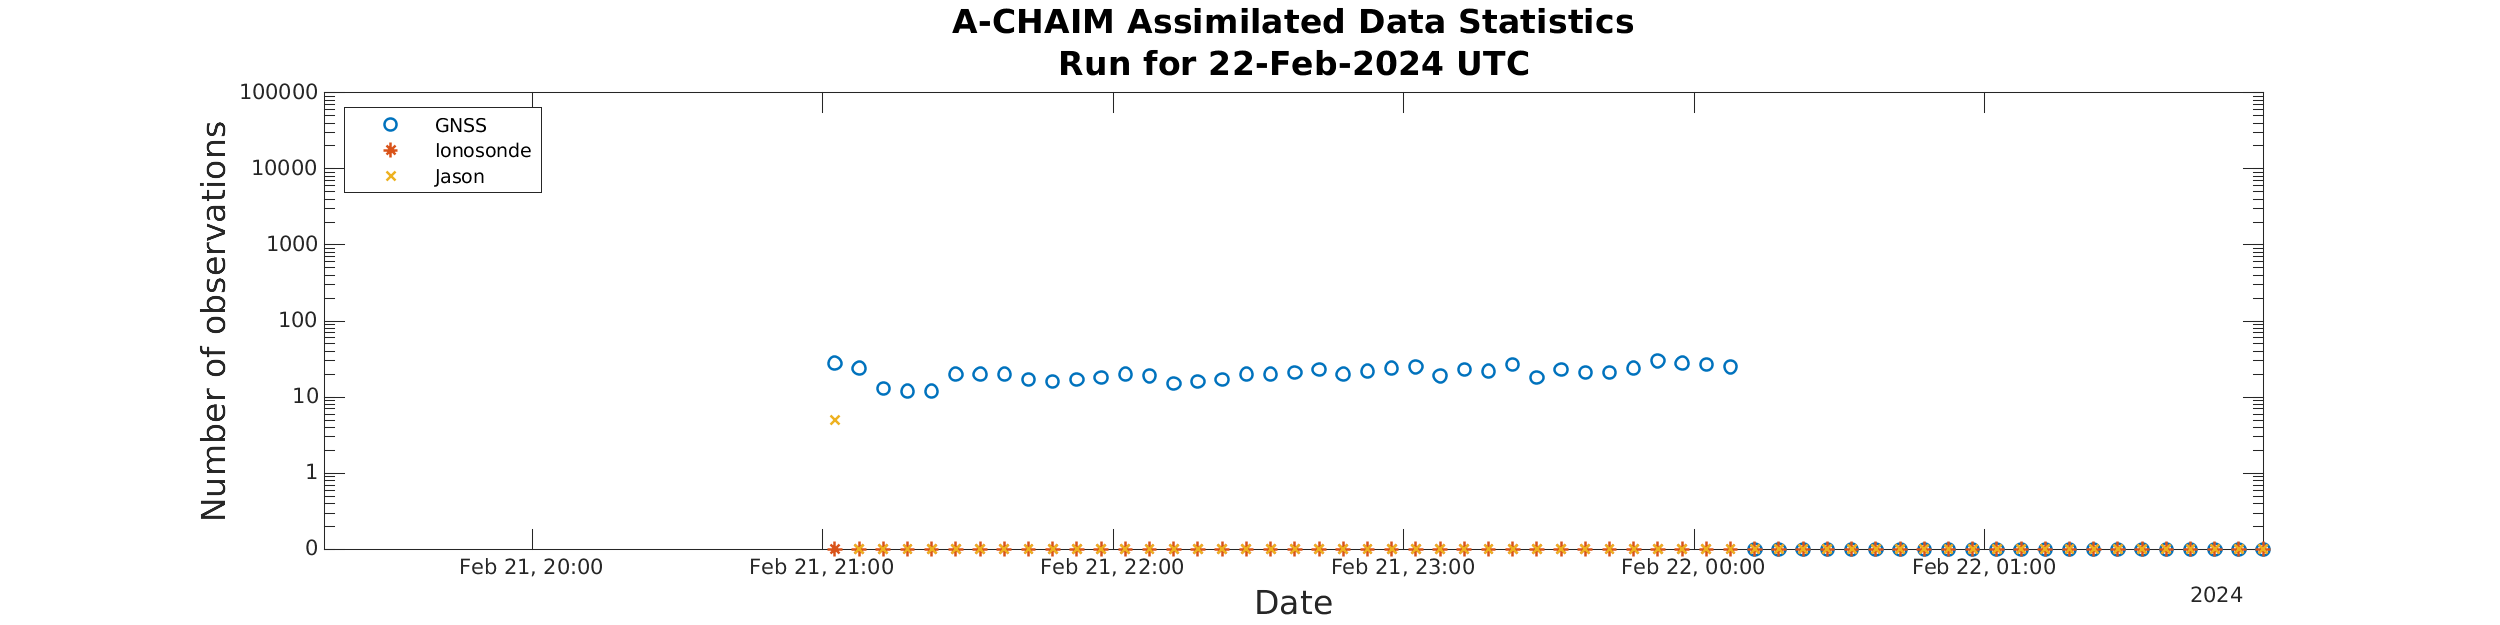 A-CHAIM Assimilated Data Statistics
Run for 22-Feb-2024 UTC
Number of observations
100000
10000
1000
100
10
1
0
GNSS
Ionosonde
Jason
Feb 21, 20:00
Feb 21, 21:00
Feb 21, 22:00
Feb 21, 23:00
Feb 22, 00:00
Feb 22, 01:00
2024
Date